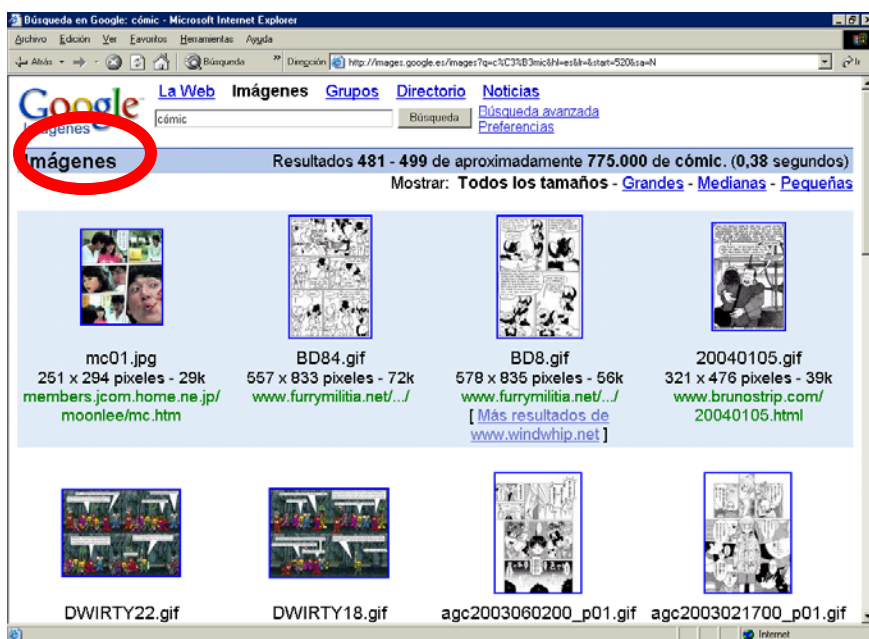 Búsqueda en Google: cómic - Microsoft Internet Explorer
Archivo Edición Ver Favoritos Herramientas Ayuda
Atrás Búsqueda » Dirección http://images.google.es/images?q=c%C3%B3mic&hl=es&lr=&start=520&sa=N Ir
La Web Imágenes Grupos Directorio Noticias
Google
Imágenes
cómic Búsqueda
Búsqueda avanzada
Preferencias
Imágenes Resultados 481 - 499 de aproximadamente 775.000 de cómic. (0,38 segundos)
Mostrar: Todos los tamaños - Grandes - Medianas - Pequeñas
mc01.jpg
251 x 294 pixeles - 29k
members.jcom.home.ne.jp/
moonlee/mc.htm
BD84.gif
557 x 833 pixeles - 72k
www.furrymilitia.net/.../
BD8.gif
578 x 835 pixeles - 56k
www.furrymilitia.net/.../
[ Más resultados de
www.windwhip.net ]
20040105.gif
321 x 476 pixeles - 39k
www.brunostrip.com/
20040105.html
DWIRTY22.gif
DWIRTY18.gif
agc2003060200_p01.gif
agc2003021700_p01.gif
Internet